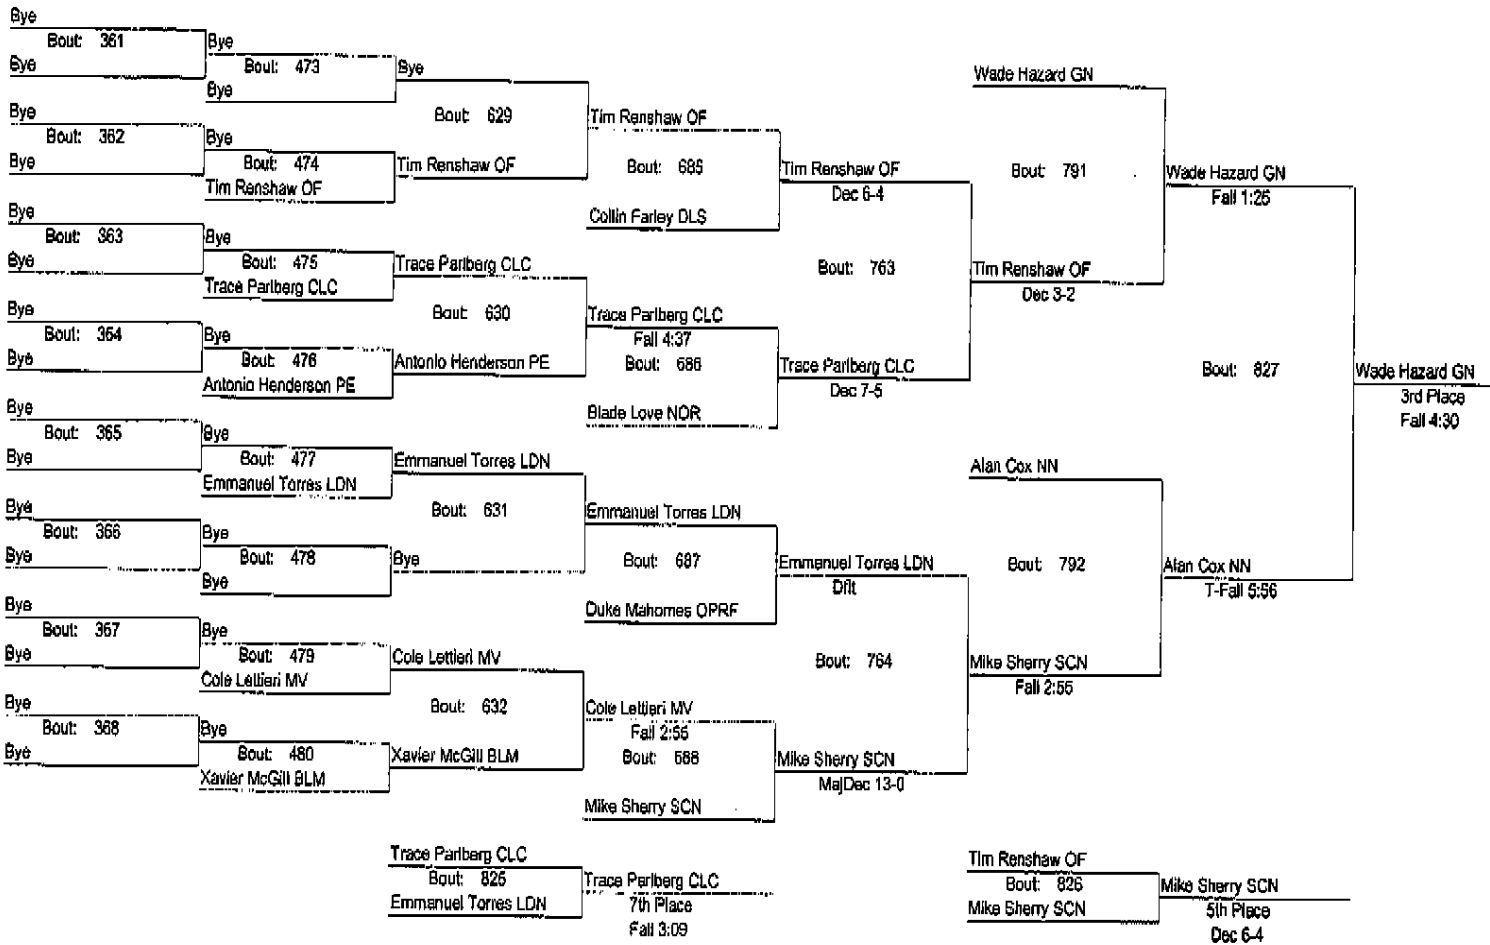 Bye
Bout: 361
Bye
Bye
Bout: 362
Bye
Bye
Bout: 363
Bye
Bye
Bout: 364
Bye
Bye
Bout: 365
Bye
Bye
Bout: 366
Bye
Bye
Bout: 367
Bye
Bye
Bout: 368
Bye
Bye
Bout: 473
Bye
Bye
Bout: 474
Tim Renshaw OF
Bye
Bout: 475
Trace Parlberg CLC
Bye
Bout: 476
Antonio Henderson PE
Bye
Bout: 477
Emmanuel Torres LDN
Bye
Bout: 478
Bye
Bye
Bout: 479
Cole Lettieri MV
Bye
Bout: 480
Xavier McGill BLM
Bye
Bout: 629
Tim Renshaw OF
Trace Parlberg CLC
Bout: 630
Antonio Henderson PE
Emmanuel Torres LDN
Bout: 631
Bye
Cole Lettieri MV
Bout: 632
Xavier McGill BLM
Tim Renshaw OF
Bout: 685
Collin Farley DLS
Trace Parlberg CLC
Fall 4:37
Bout: 686
Blade Love NOR
Emmanuel Torres LDN
Bout: 687
Duke Mahomes OPRF
Cole Lettieri MV
Fall 2:55
Bout: 688
Mike Sherry SCN
Tim Renshaw OF
Dec 6-4
Bout: 763
Trace Parlberg CLC
Dec 7-5
Emmanuel Torres LDN
Dflt
Bout: 764
Mike Sherry SCN
MajDec 13-0
Wade Hazard GN
Bout: 791
Tim Renshaw OF
Dec 3-2
Alan Cox NN
Bout: 792
Mike Sherry SCN
Fall 2:55
Wade Hazard GN
Fall 1:25
Bout: 827
Alan Cox NN
T-Fall 5:56
Wade Hazard GN
3rd Place
Fall 4:30
Trace Parlberg CLC
Bout: 825
Emmanuel Torres LDN
Trace Parlberg CLC
7th Place
Fall 3:09
Tim Renshaw OF
Bout: 826
Mike Sherry SCN
Mike Sherry SCN
5th Place
Dec 6-4